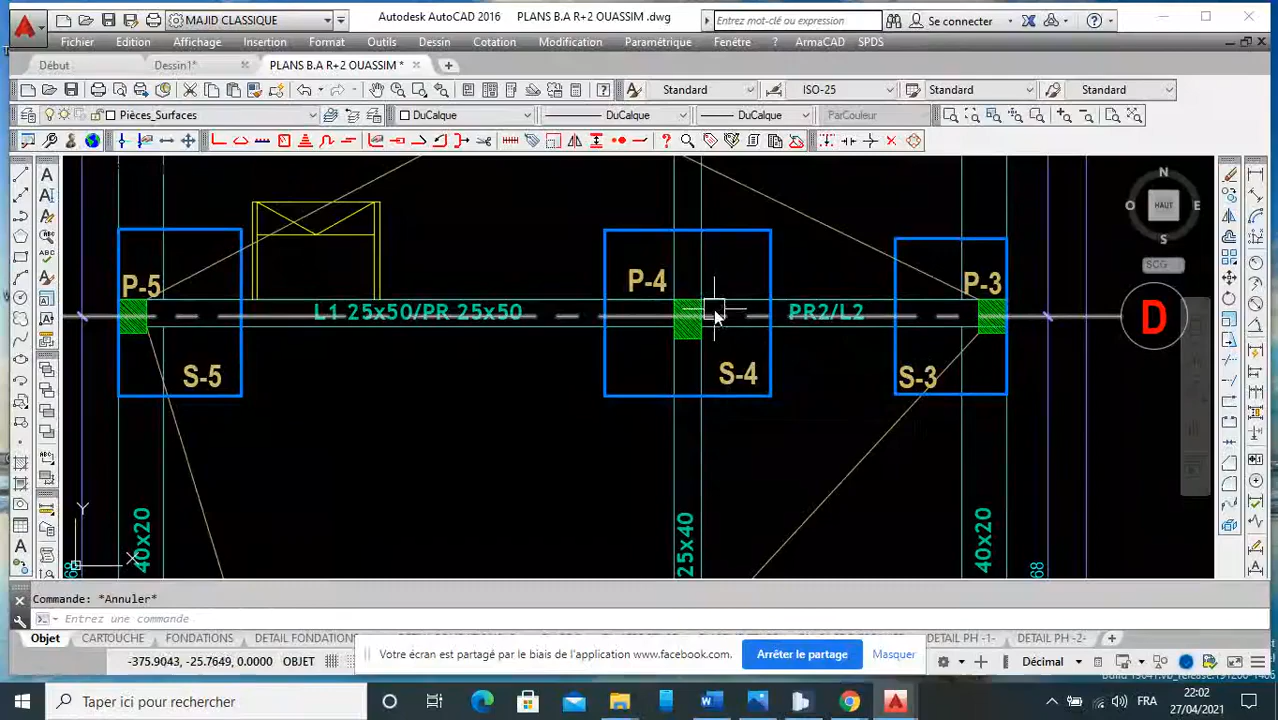 MAJID CLASSIQUE
Autodesk AutoCAD 2016 PLANS B.A R+2 OUASSIM .dwg
Entrez mot-clé ou expression
Se connecter
Fichier Edition Affichage Insertion Format Outils Dessin Cotation Modification Paramétrique Fenêtre ? ArmaCAD SPDS
Début Dessin1* PLANS B.A R+2 OUASSIM *
Standard ISO-25 Standard Standard
Pièces_Surfaces DuCalque DuCalque DuCalque ParCouleur
N
O HAUT E
S
SCG
P-5 P-4 P-3
L1 25x50/PR 25x50 PR2/L2 D
S-5 S-4 S-3
40x20 25x40 40x20
68 68
Y
X
Commande: *Annuler*
Entrez une commande
Objet CARTOUCHE FONDATIONS DETAIL FONDATION DETAIL PH -1- DETAIL PH -2-
Votre écran est partagé par le biais de l'application www.facebook.com. Arrêter le partage Masquer
-375.9043, -25.7649, 0.0000 OBJET Décimal
Taper ici pour rechercher
FRA
22:02
27/04/2021